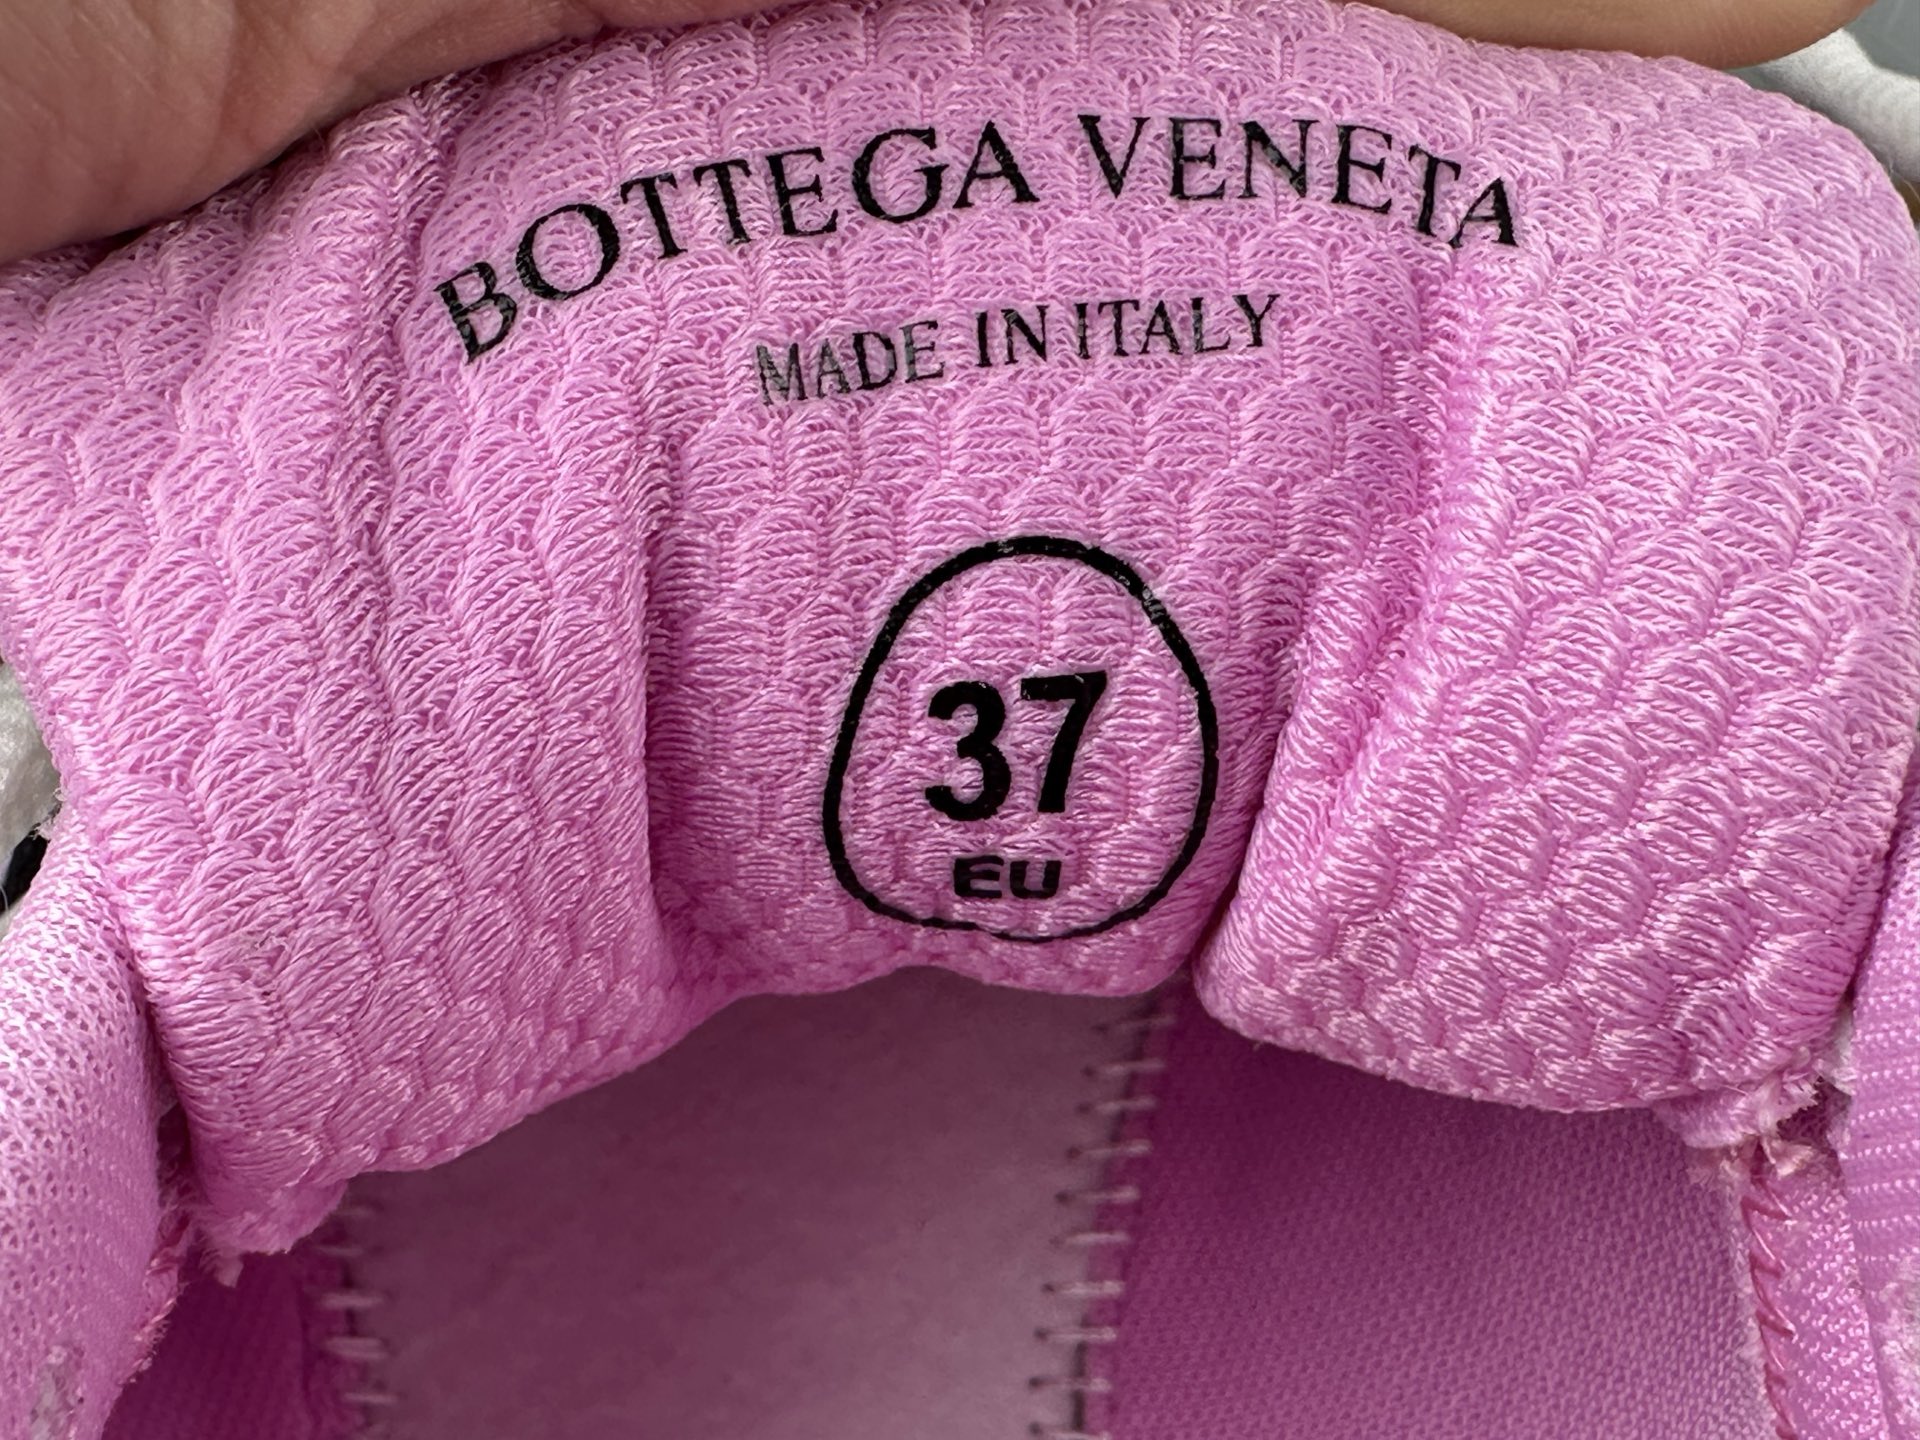 BOTTEGA VENETA
MADE IN ITALY
37
EU